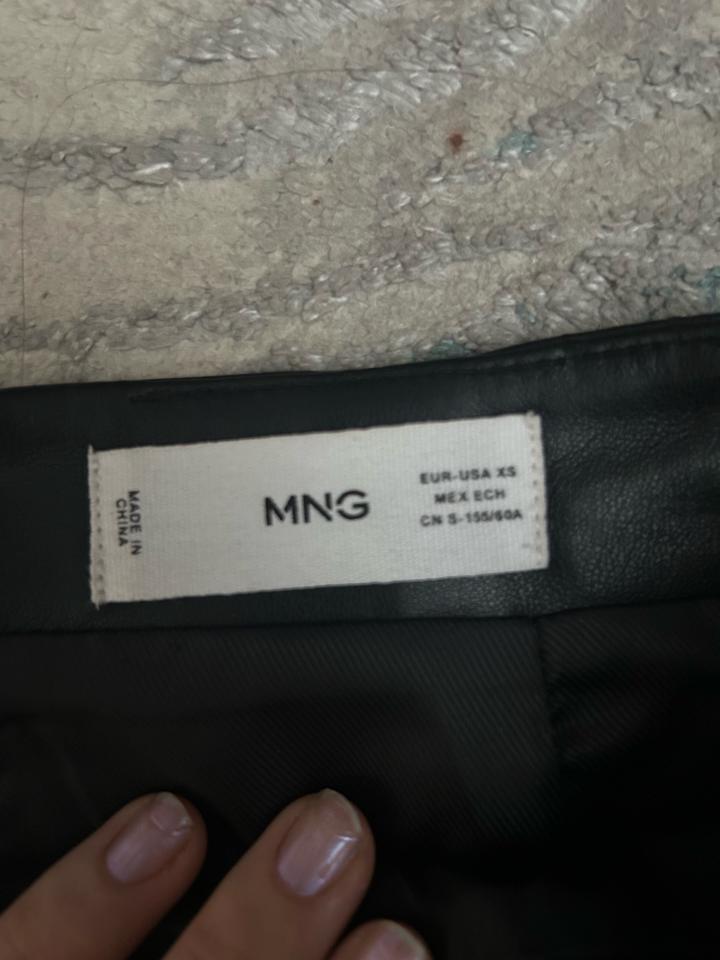 MADE IN
CHINA
MNG
EUR-USA XS
MEX ECH
CN S-155/60A